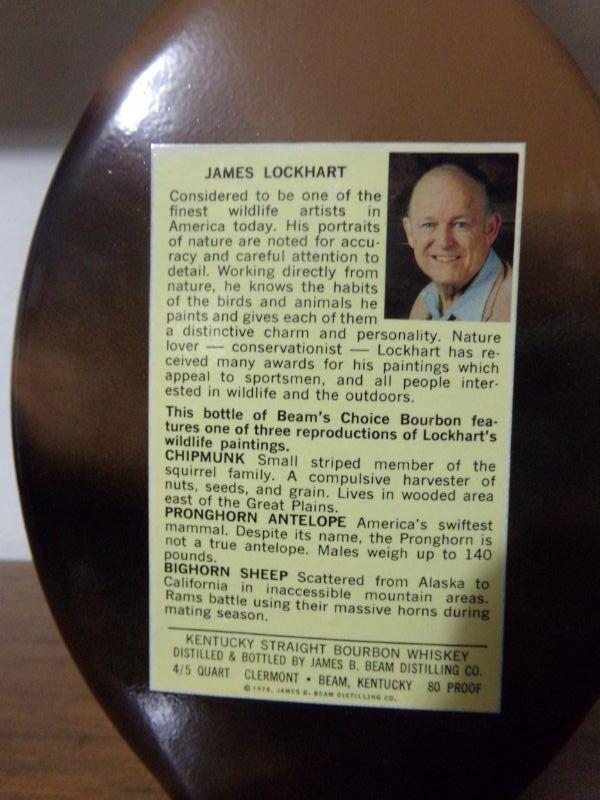 JAMES LOCKHART
Considered to be one of the
finest wildlife artists in
America today. His portraits
of nature are noted for accu-
racy and careful attention to
detail. Working directly from
nature, he knows the habits
of the birds and animals he
paints and gives each of them
a distinctive charm and personality. Nature
lover — conservationist — Lockhart has re-
ceived many awards for his paintings which
appeal to sportsmen, and all people inter-
ested in wildlife and the outdoors.
This bottle of Beam's Choice Bourbon fea-
tures one of three reproductions of Lockhart's
wildlife paintings.
CHIPMUNK Small striped member of the
squirrel family. A compulsive harvester of
nuts, seeds, and grain. Lives in wooded area
east of the Great Plains.
PRONGHORN ANTELOPE America's swiftest
mammal. Despite its name, the Pronghorn is
not a true antelope. Males weigh up to 140
pounds.
BIGHORN SHEEP Scattered from Alaska to
California in inaccessible mountain areas.
Rams battle using their massive horns during
mating season.
KENTUCKY STRAIGHT BOURBON WHISKEY
DISTILLED & BOTTLED BY JAMES B. BEAM DISTILLING CO.
4/5 QUART CLERMONT • BEAM, KENTUCKY 80 PROOF
© 1976, JAMES B. BEAM DISTILLING CO.